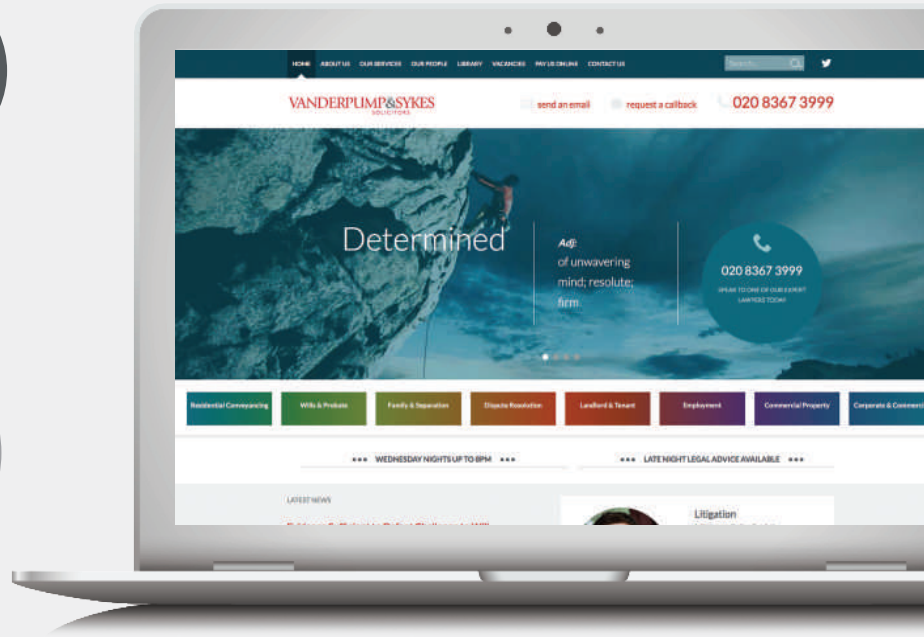 HOME ABOUT US OUR SERVICES OUR PEOPLE LIBRARY VACANCIES PAY US ONLINE CONTACT US Search
VANDERPUMP&SYKES
SOLICITORS
send an email request a callback 020 8367 3999
Determined
Adj:
of unwavering
mind; resolute;
firm.
020 8367 3999
SPEAK TO ONE OF OUR EXPERT
LAWYERS TODAY
Residential Conveyancing Wills & Probate Family & Separation Dispute Resolution Landlord & Tenant Employment Commercial Property Corporate & Commerci
WEDNESDAY NIGHTS UP TO 8PM LATE NIGHT LEGAL ADVICE AVAILABLE
LATEST NEWS
Litigation